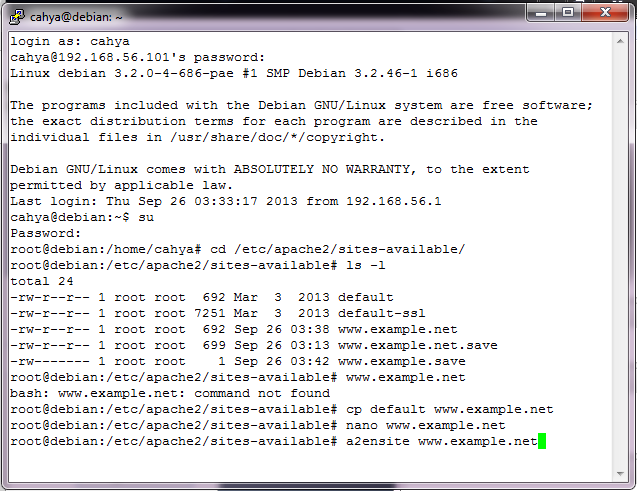 cahya@debian: ~
login as: cahya
cahya@192.168.56.101's password:
Linux debian 3.2.0-4-686-pae #1 SMP Debian 3.2.46-1 i686
The programs included with the Debian GNU/Linux system are free software;
the exact distribution terms for each program are described in the
individual files in /usr/share/doc/*/copyright.
Debian GNU/Linux comes with ABSOLUTELY NO WARRANTY, to the extent
permitted by applicable law.
Last login: Thu Sep 26 03:33:17 2013 from 192.168.56.1
cahya@debian:~$ su
Password:
root@debian:/home/cahya# cd /etc/apache2/sites-available/
root@debian:/etc/apache2/sites-available# ls -l
total 24
-rw-r--r-- 1 root root  692 Mar  3  2013 default
-rw-r--r-- 1 root root 7251 Mar  3  2013 default-ssl
-rw-r--r-- 1 root root  692 Sep 26 03:38 www.example.net
-rw-r--r-- 1 root root  699 Sep 26 03:13 www.example.net.save
-rw------- 1 root root    1 Sep 26 03:42 www.example.save
root@debian:/etc/apache2/sites-available# www.example.net
bash: www.example.net: command not found
root@debian:/etc/apache2/sites-available# cp default www.example.net
root@debian:/etc/apache2/sites-available# nano www.example.net
root@debian:/etc/apache2/sites-available# a2ensite www.example.net